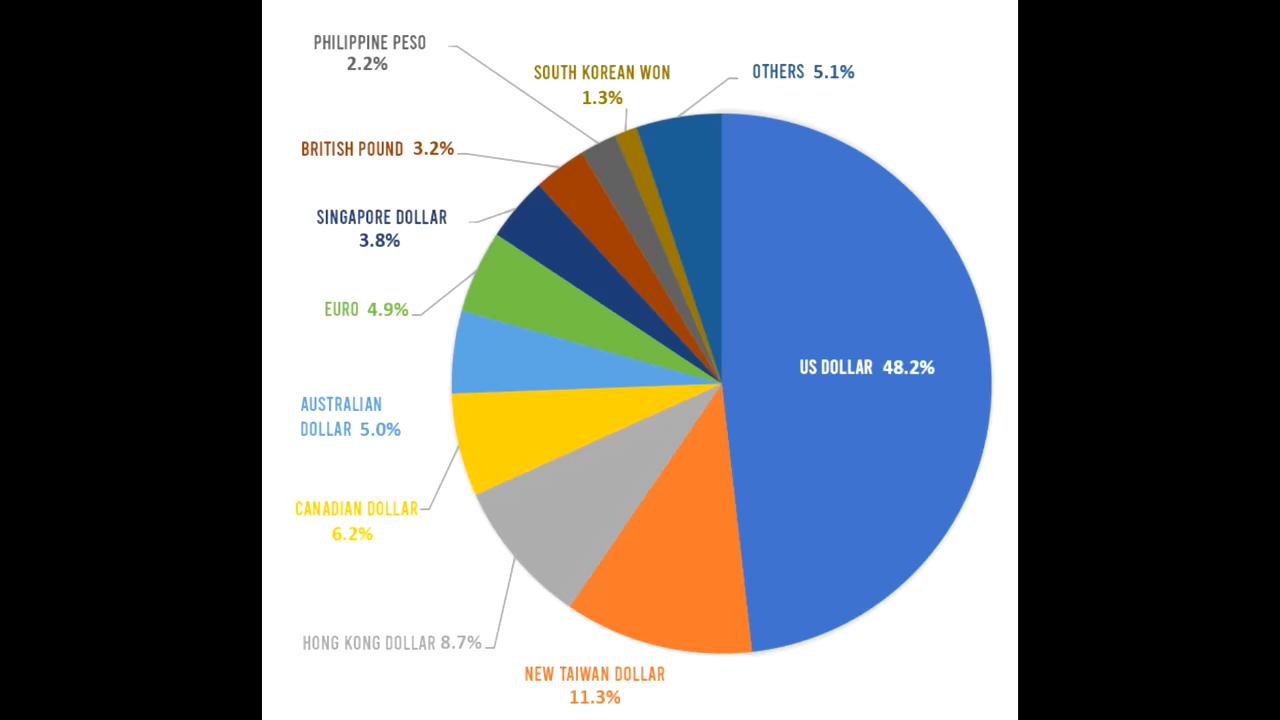 PHILIPPINE PESO
2.2%
SOUTH KOREAN WON
1.3%
OTHERS 5.1%
BRITISH POUND 3.2%
SINGAPORE DOLLAR
3.8%
EURO 4.9%
US DOLLAR 48.2%
AUSTRALIAN
DOLLAR 5.0%
CANADIAN DOLLAR
6.2%
HONG KONG DOLLAR 8.7%
NEW TAIWAN DOLLAR
11.3%